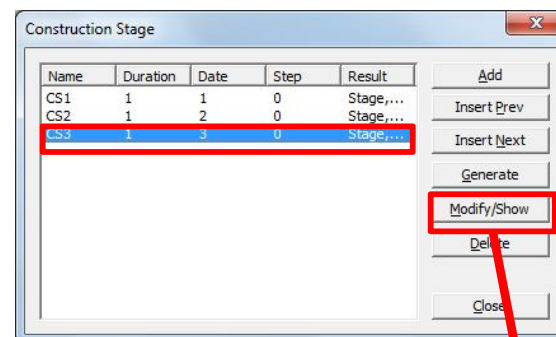 Construction Stage
Name Duration Date Step Result
CS1 1 1 0 Stage,...
CS2 1 2 0 Stage,...
CS3 1 3 0 Stage,...
Add
Insert Prev
Insert Next
Generate
Modify/Show
Delete
Close